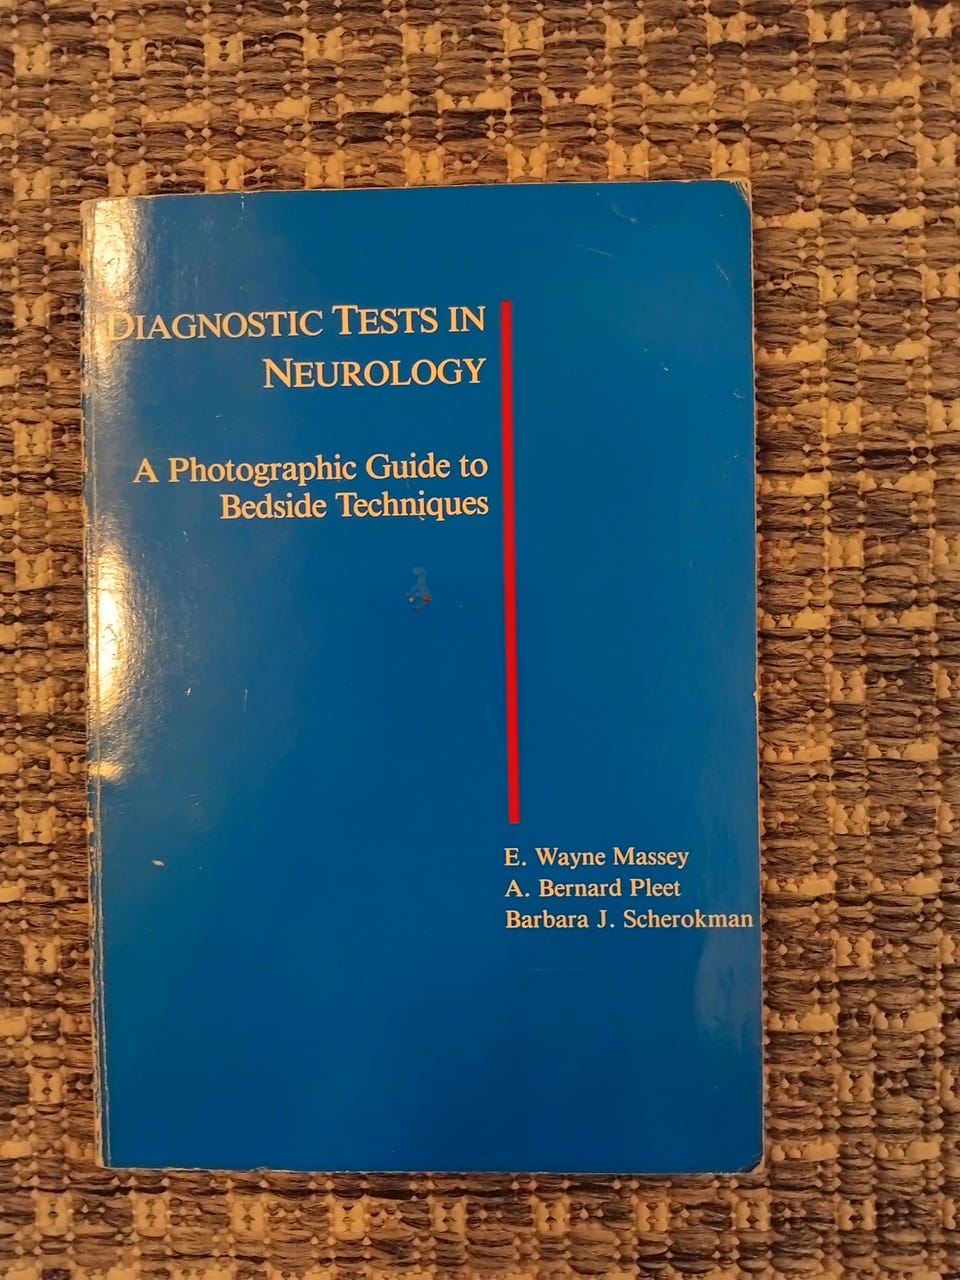 DIAGNOSTIC TESTS IN
NEUROLOGY
A Photographic Guide to
Bedside Techniques
E. Wayne Massey
A. Bernard Pleet
Barbara J. Scherokman